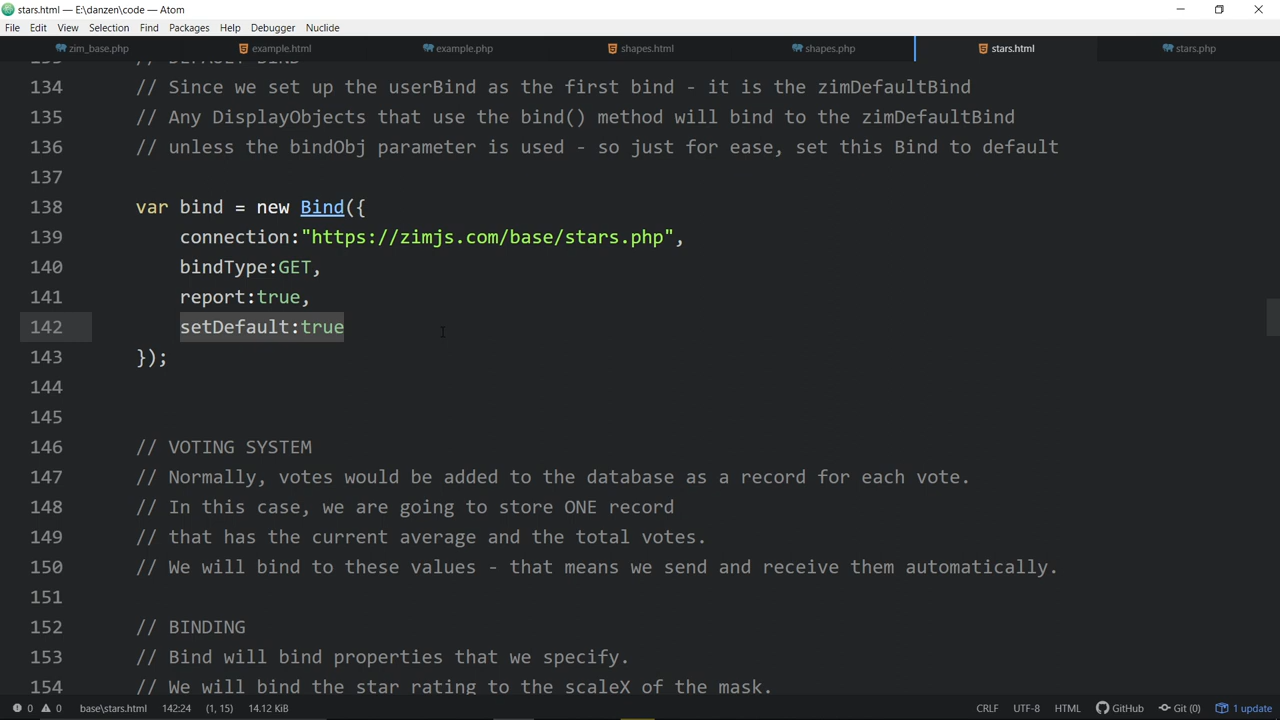 stars.html — E:\danzen\code — Atom
File Edit View Selection Find Packages Help Debugger Nuclide
zim_base.php example.html example.php shapes.html shapes.php stars.html stars.php
133 // DEFAULT BIND
134 // Since we set up the userBind as the first bind - it is the zimDefaultBind
135 // Any DisplayObjects that use the bind() method will bind to the zimDefaultBind
136 // unless the bindObj parameter is used - so just for ease, set this Bind to default
137
138 var bind = new Bind({
139 connection:"https://zimjs.com/base/stars.php",
140 bindType:GET,
141 report:true,
142 setDefault:true
143 });
144
145
146 // VOTING SYSTEM
147 // Normally, votes would be added to the database as a record for each vote.
148 // In this case, we are going to store ONE record
149 // that has the current average and the total votes.
150 // We will bind to these values - that means we send and receive them automatically.
151
152 // BINDING
153 // Bind will bind properties that we specify.
154 // We will bind the star rating to the scaleX of the mask.
0 0 base\stars.html 142:24 (1, 15) 14.12 KiB CRLF UTF-8 HTML GitHub Git (0) 1 update